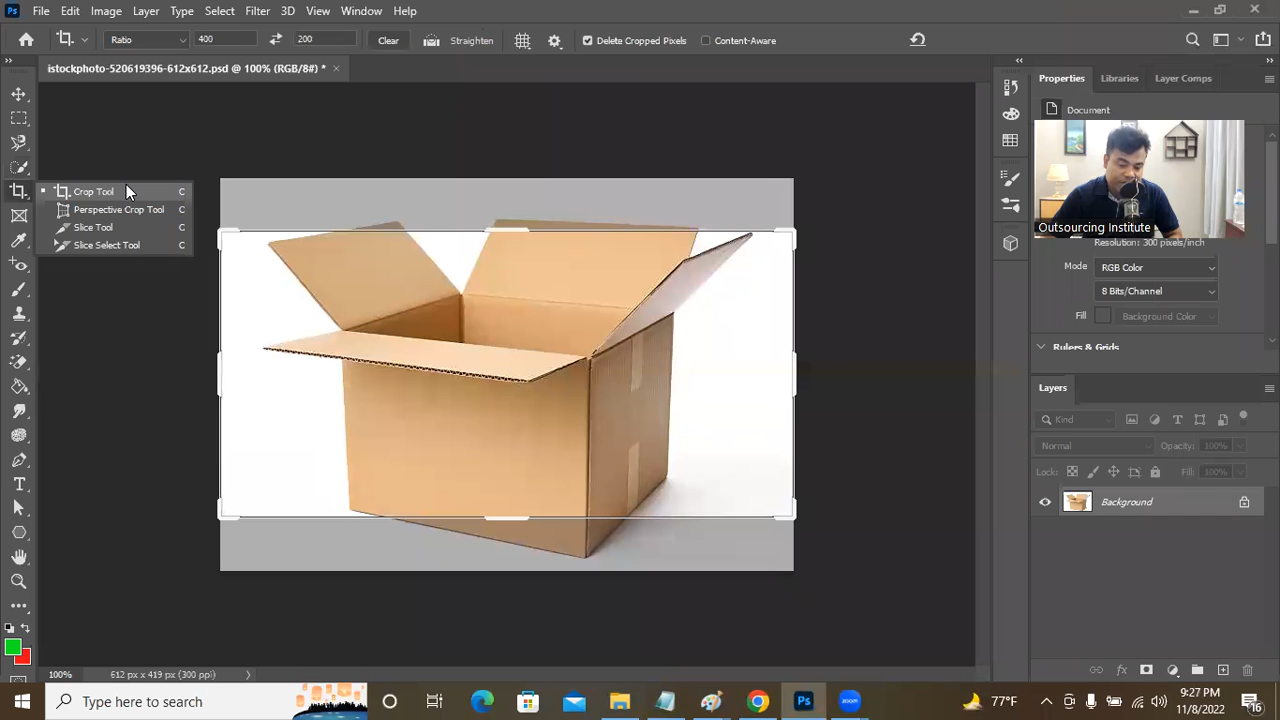 Ps File Edit Image Layer Type Select Filter 3D View Window Help
Ratio 400 200 Clear Straighten Delete Cropped Pixels Content-Aware
istockphoto-520619396-612x612.psd @ 100% (RGB/8#) * ×
Properties Libraries Layer Comps
Document
Crop Tool C
Perspective Crop Tool C
Slice Tool C
Slice Select Tool C
Outsourcing Institute
Resolution: 300 pixels/inch
Mode RGB Color
8 Bits/Channel
Fill Background Color
Rulers & Grids
Layers
Kind
Normal Opacity: 100%
Lock: Fill: 100%
Background
100% 612 px x 419 px (300 ppi)
Type here to search
Ps
zoom
77°F
9:27 PM
11/8/2022
16